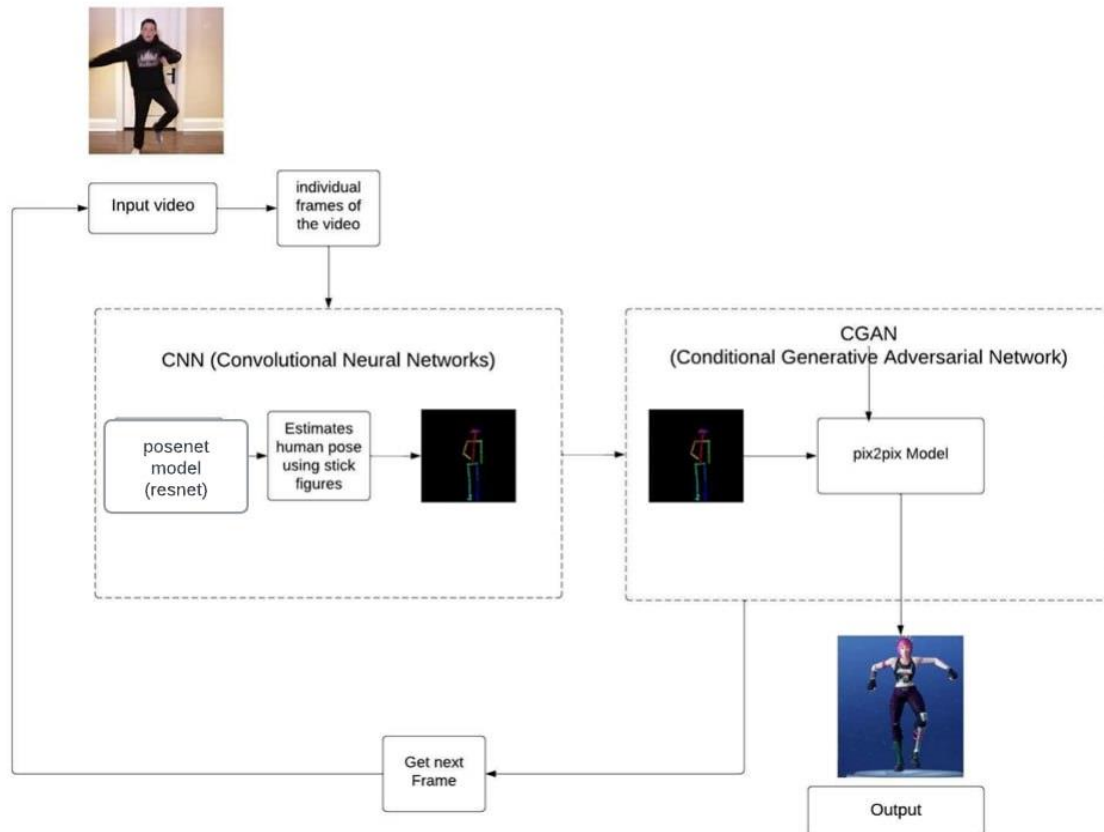 Input video
individual
frames of
the video
CNN (Convolutional Neural Networks)
posenet
model
(resnet)
Estimates
human pose
using stick
figures
CGAN
(Conditional Generative Adversarial Network)
pix2pix Model
Get next
Frame
Output